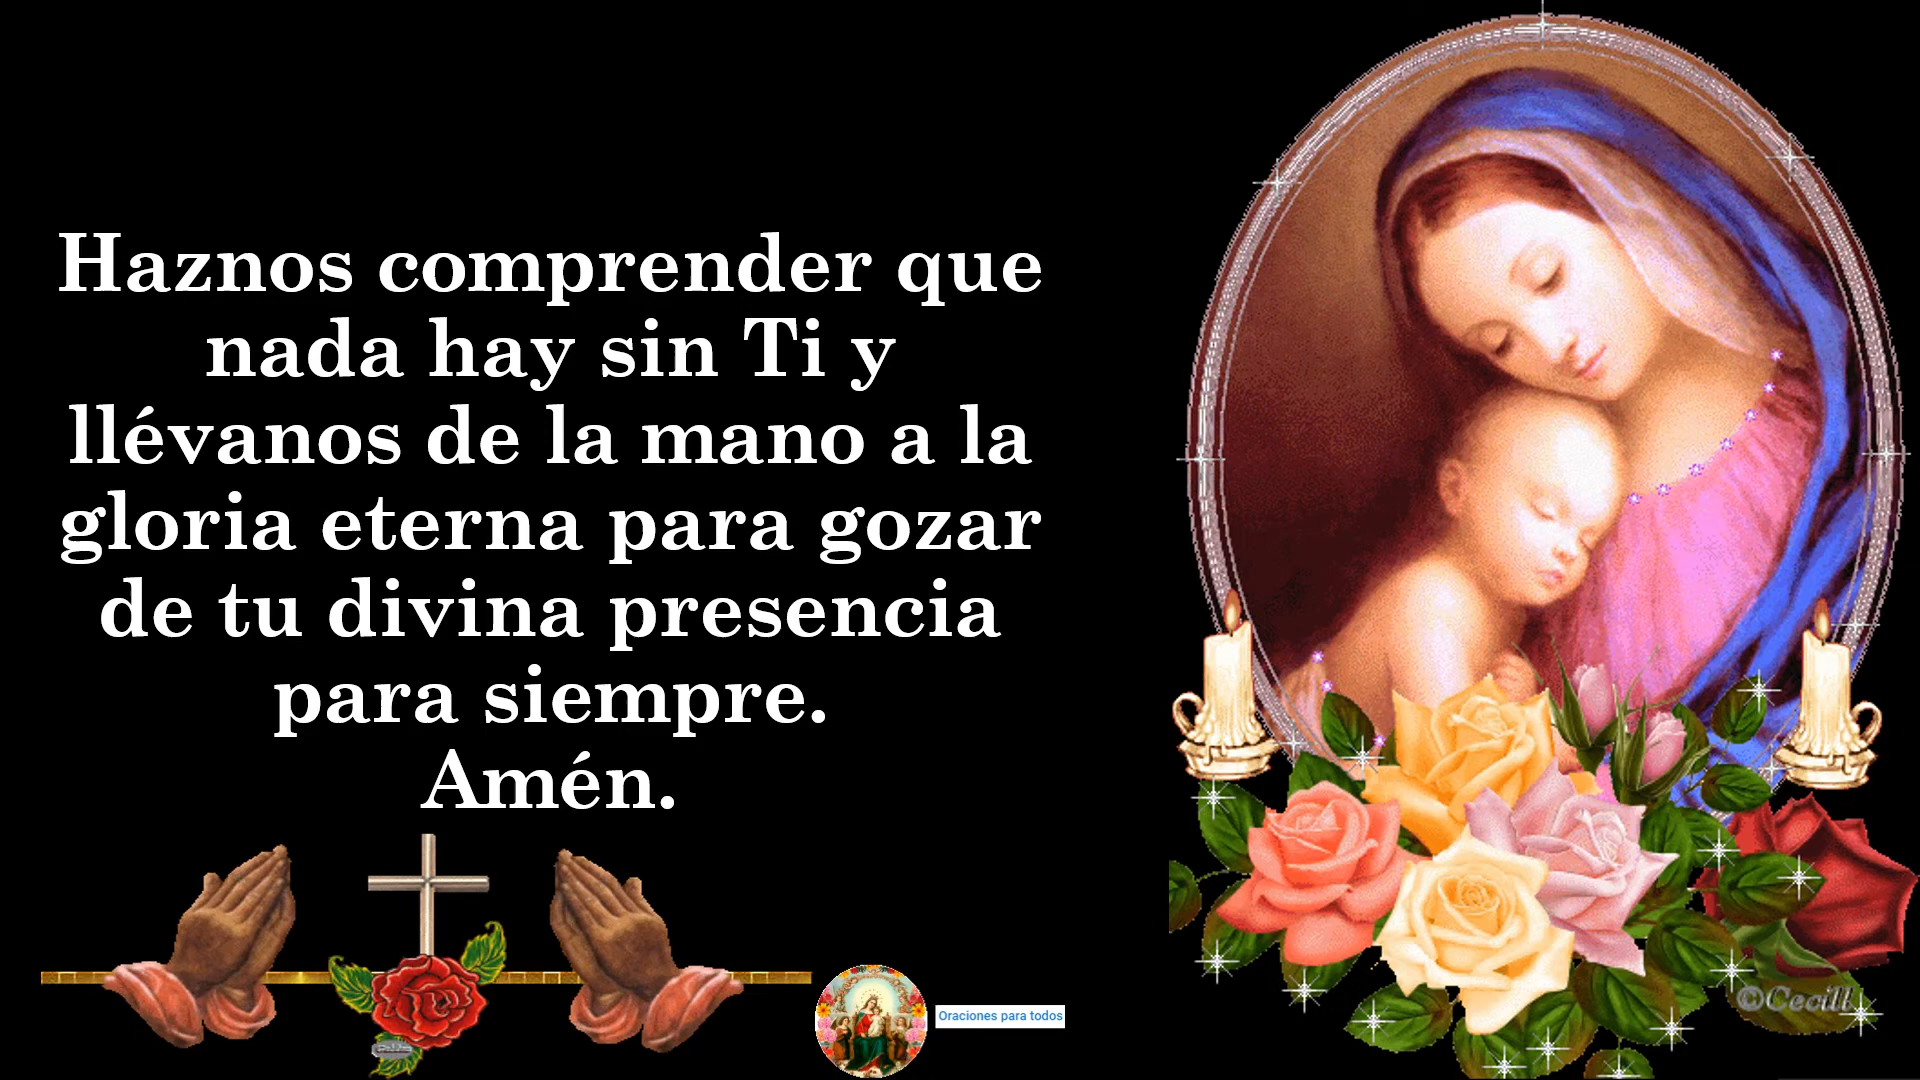 Haznos comprender que
nada hay sin Ti y
llévanos de la mano a la
gloria eterna para gozar
de tu divina presencia
para siempre.
Amén.
Oraciones para todos
©Cecill